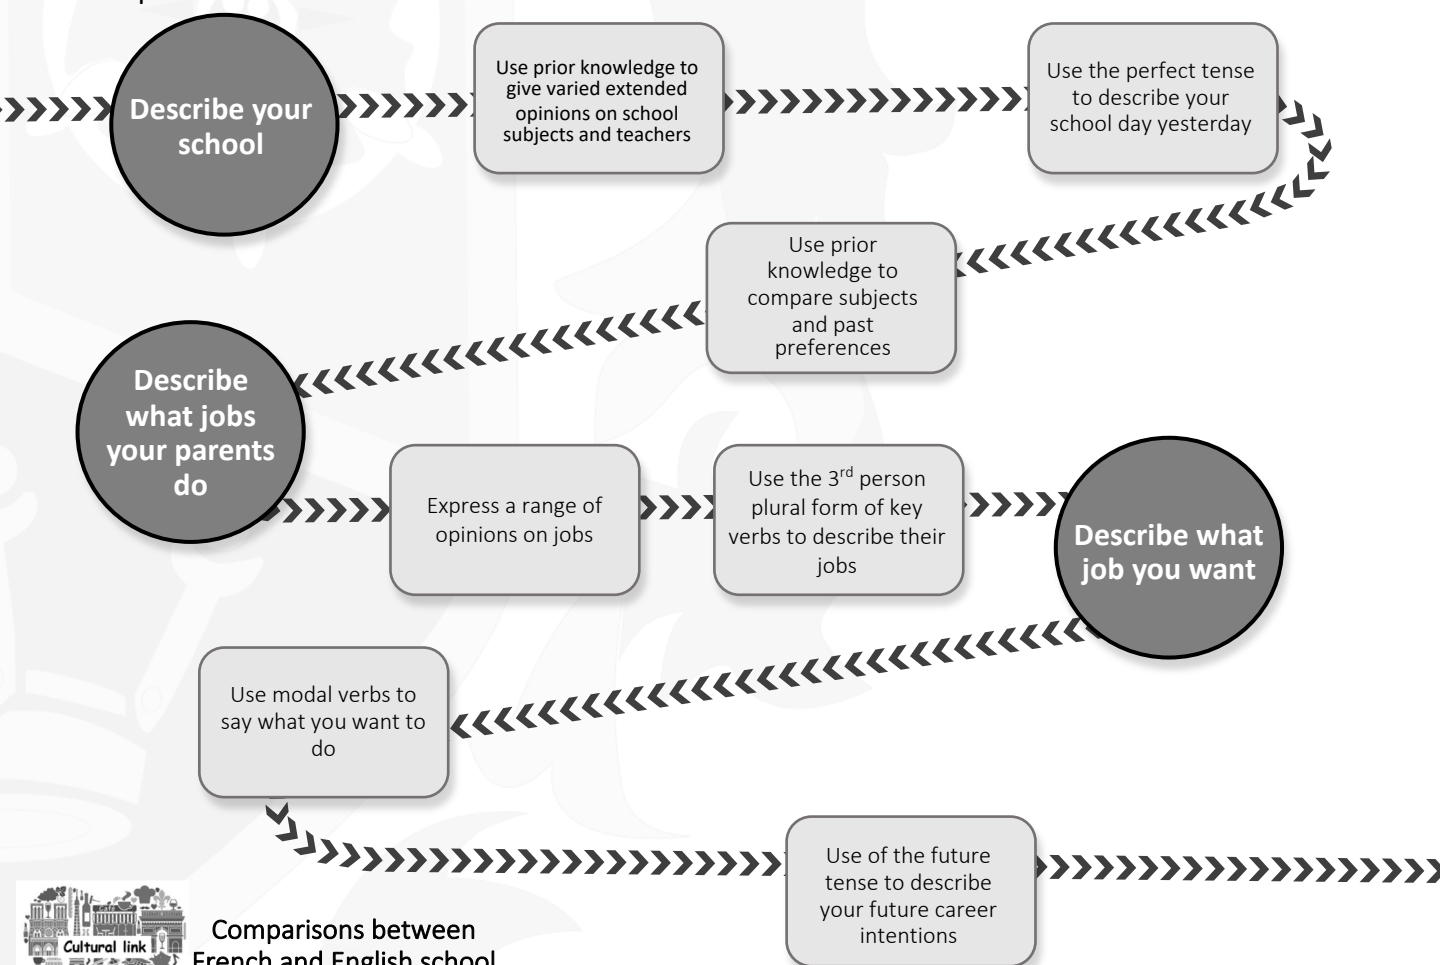 Describe your
school
Use prior knowledge to
give varied extended
opinions on school
subjects and teachers
Use the perfect tense
to describe your
school day yesterday
Use prior
knowledge to
compare subjects
and past
preferences
Describe
what jobs
your parents
do
Express a range of
opinions on jobs
Use the 3rd person
plural form of key
verbs to describe their
jobs
Describe what
job you want
Use modal verbs to
say what you want to
do
Use of the future
tense to describe
your future career
intentions
Cultural link
Comparisons between
French and English school